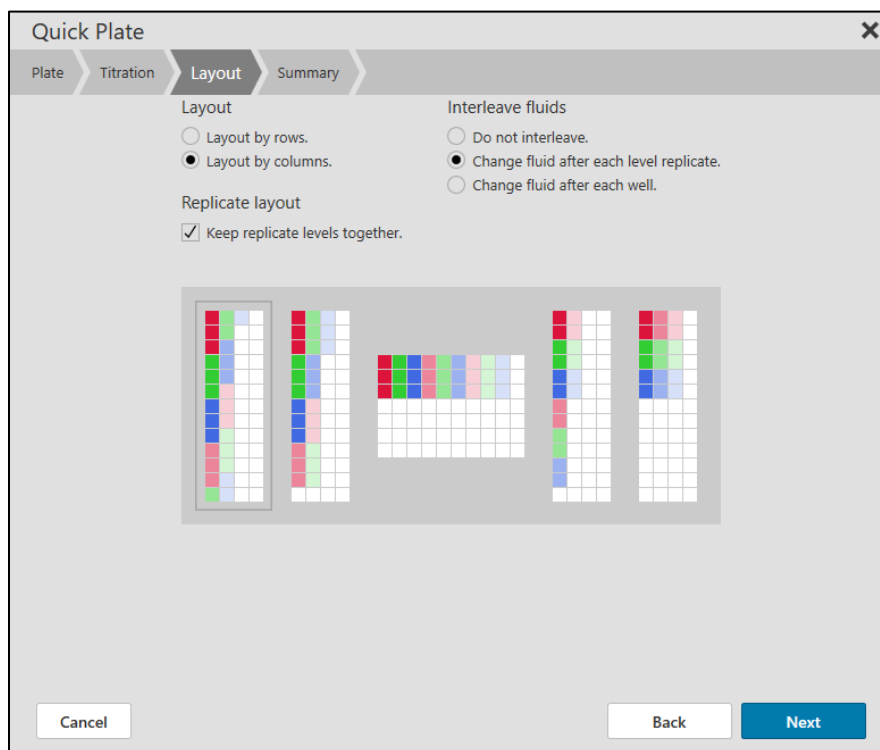 Quick Plate
Plate
Titration
Layout
Summary
Layout
Layout by rows.
Layout by columns.
Replicate layout
Keep replicate levels together.
Interleave fluids
Do not interleave.
Change fluid after each level replicate.
Change fluid after each well.
Cancel
Back
Next